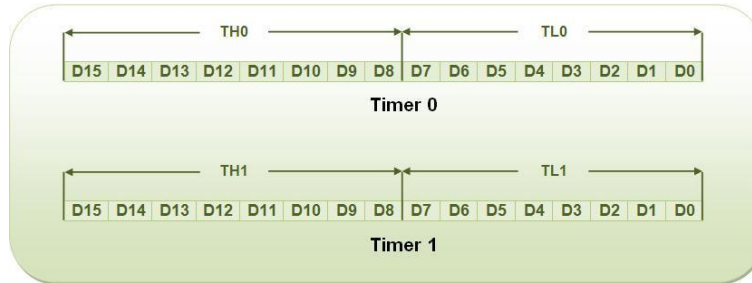 TH0 TL0
D15 D14 D13 D12 D11 D10 D9 D8 D7 D6 D5 D4 D3 D2 D1 D0
Timer 0
TH1 TL1
D15 D14 D13 D12 D11 D10 D9 D8 D7 D6 D5 D4 D3 D2 D1 D0
Timer 1